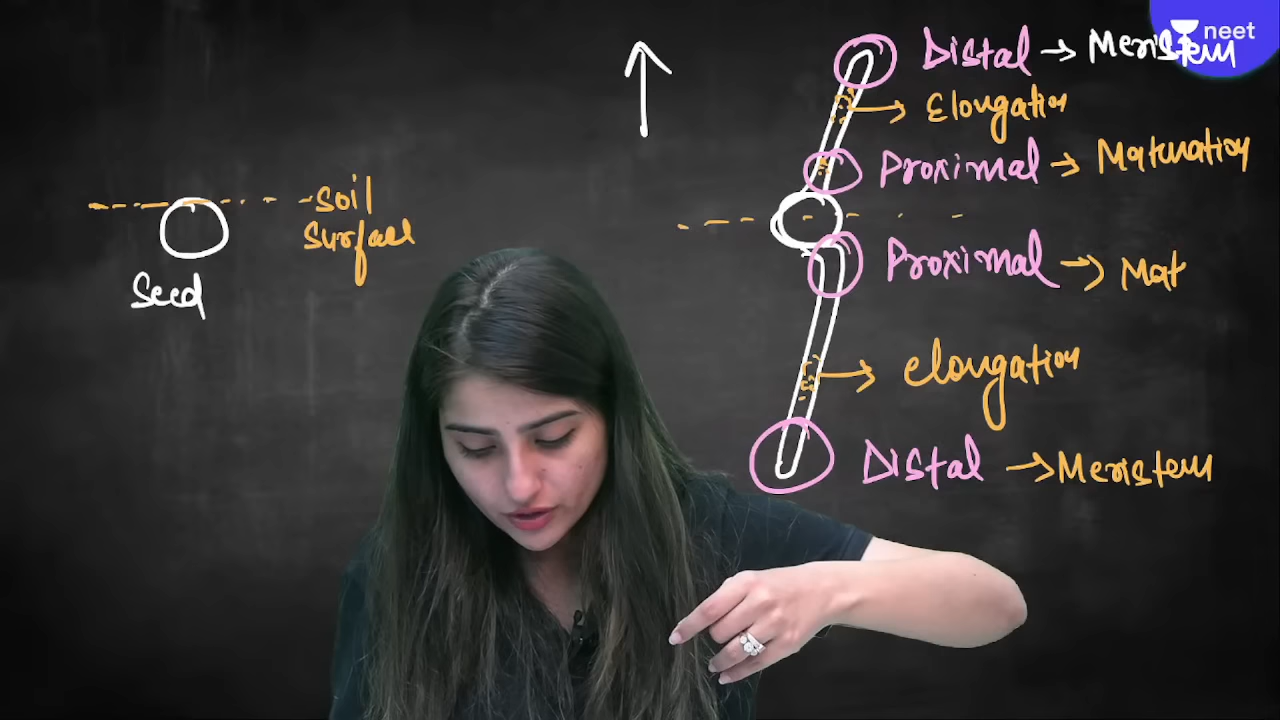 neet
Distal → Meristem
Elongation
Proximal → Maturation
Soil
Surface
Seed
Proximal → Mat
elongation
Distal → Meristem